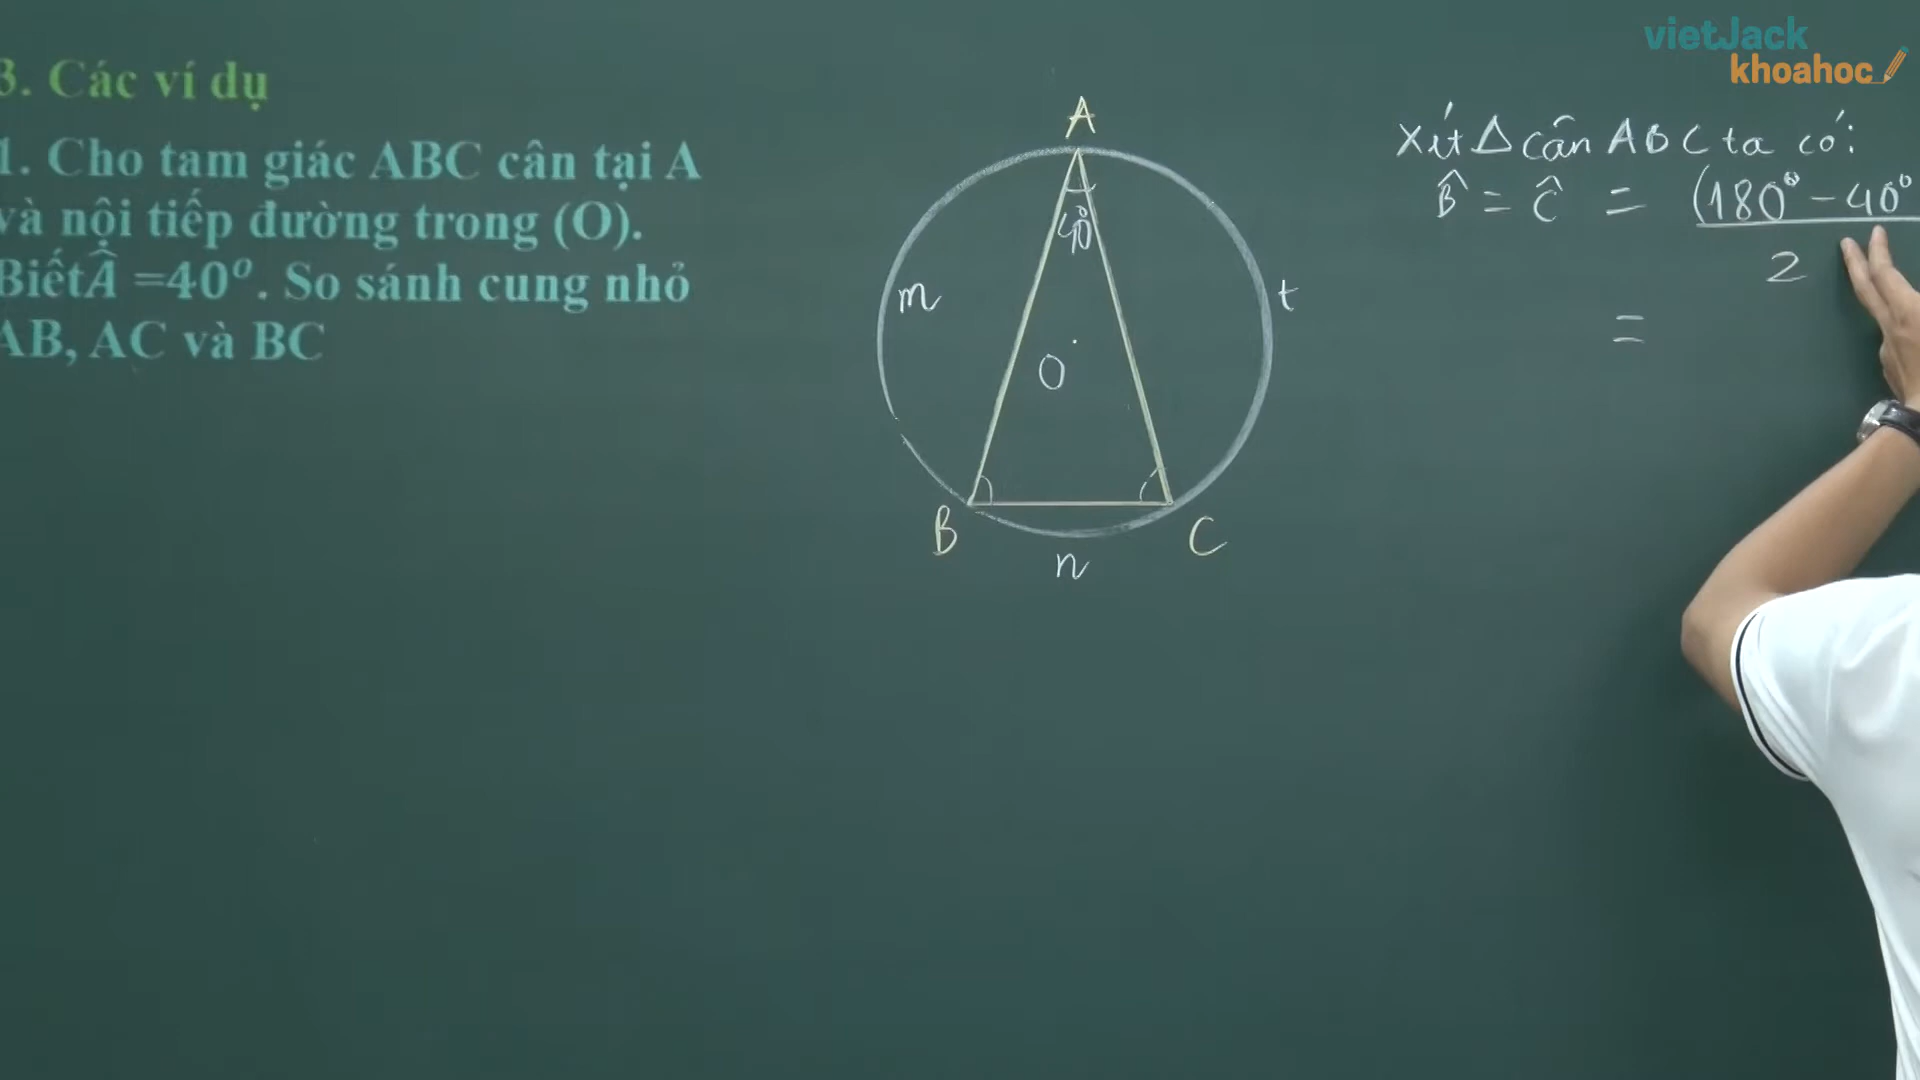 3. Các ví dụ
1. Cho tam giác ABC cân tại A
và nội tiếp đường trong (O).
Biết Â =40°. So sánh cung nhỏ
AB, AC và BC
A
40°
m
t
O
B
C
n
vietJack
khoahoc
Xét Δ cân ABC ta có:
B̂ = Ĉ = (180° - 40°
2
=